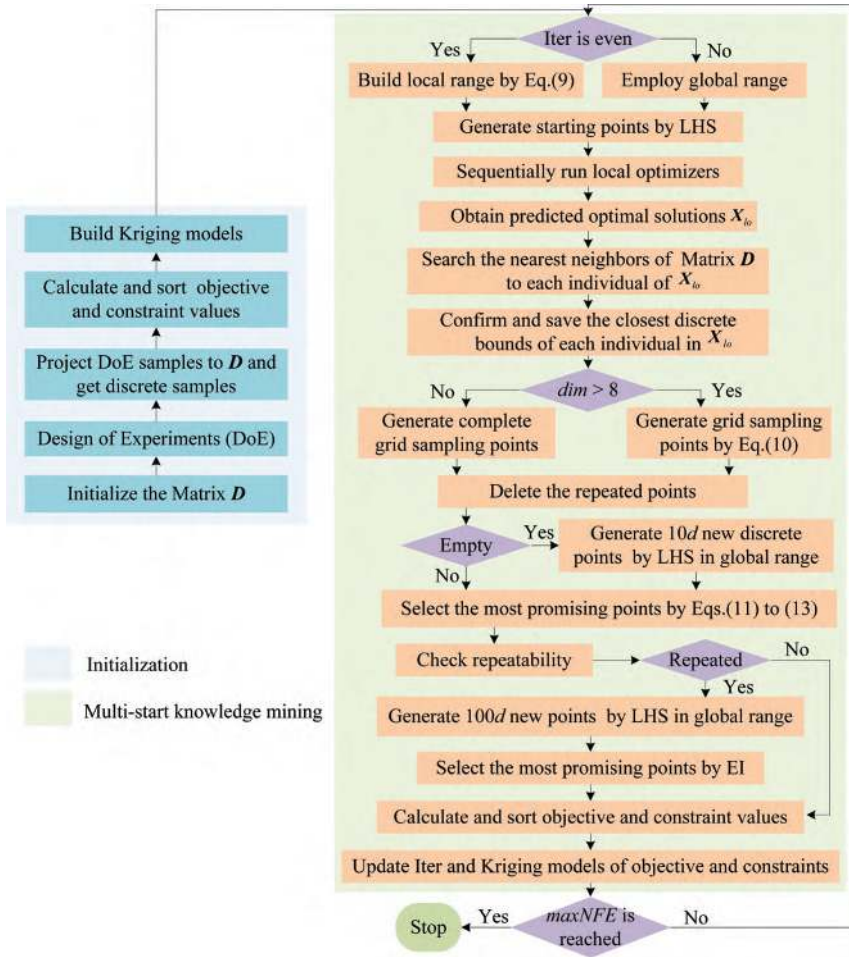 Iter is even
Yes
No
Build local range by Eq.(9)
Employ global range
Generate starting points by LHS
Sequentially run local optimizers
Obtain predicted optimal solutions X_lo
Search the nearest neighbors of Matrix D
to each individual of X_lo
Confirm and save the closest discrete
bounds of each individual in X_lo
dim > 8
No
Yes
Generate complete
grid sampling points
Generate grid sampling
points by Eq.(10)
Delete the repeated points
Empty
Yes
No
Generate 10d new discrete
points by LHS in global range
Select the most promising points by Eqs.(11) to (13)
Check repeatability
Repeated
No
Yes
Generate 100d new points by LHS in global range
Select the most promising points by EI
Calculate and sort objective and constraint values
Update Iter and Kriging models of objective and constraints
maxNFE is
reached
Yes
No
Stop
Build Kriging models
Calculate and sort objective
and constraint values
Project DoE samples to D and
get discrete samples
Design of Experiments (DoE)
Initialize the Matrix D
Initialization
Multi-start knowledge mining